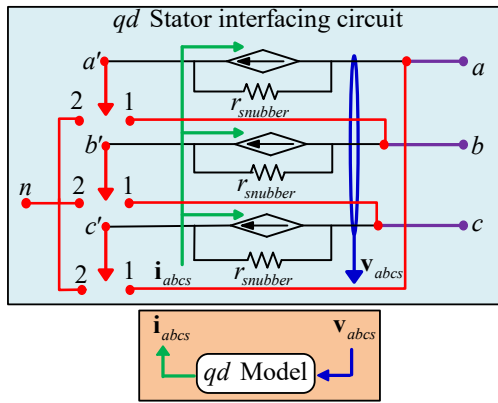 qd Stator interfacing circuit
a′
a
2 1
r_snubber
b′
b
n
2 1
r_snubber
c′
c
2 1
i_abcs
r_snubber
v_abcs
i_abcs
v_abcs
qd Model